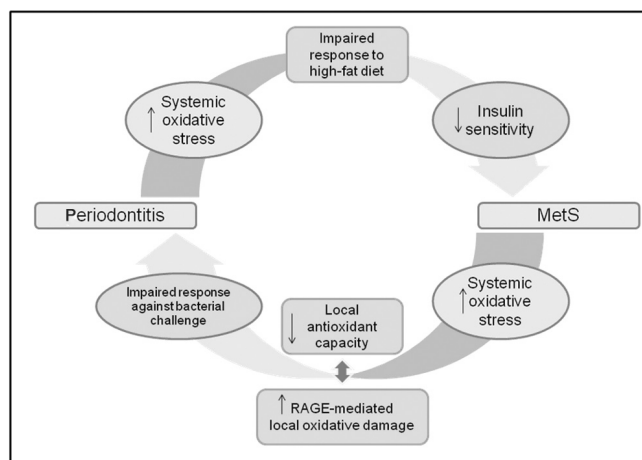 Impaired
response to
high-fat diet
↑ Systemic
oxidative
stress
↓ Insulin
sensitivity
Periodontitis
MetS
Impaired response
against bacterial
challenge
↓ Local
antioxidant
capacity
↑ Systemic
oxidative
stress
↑ RAGE-mediated
local oxidative damage